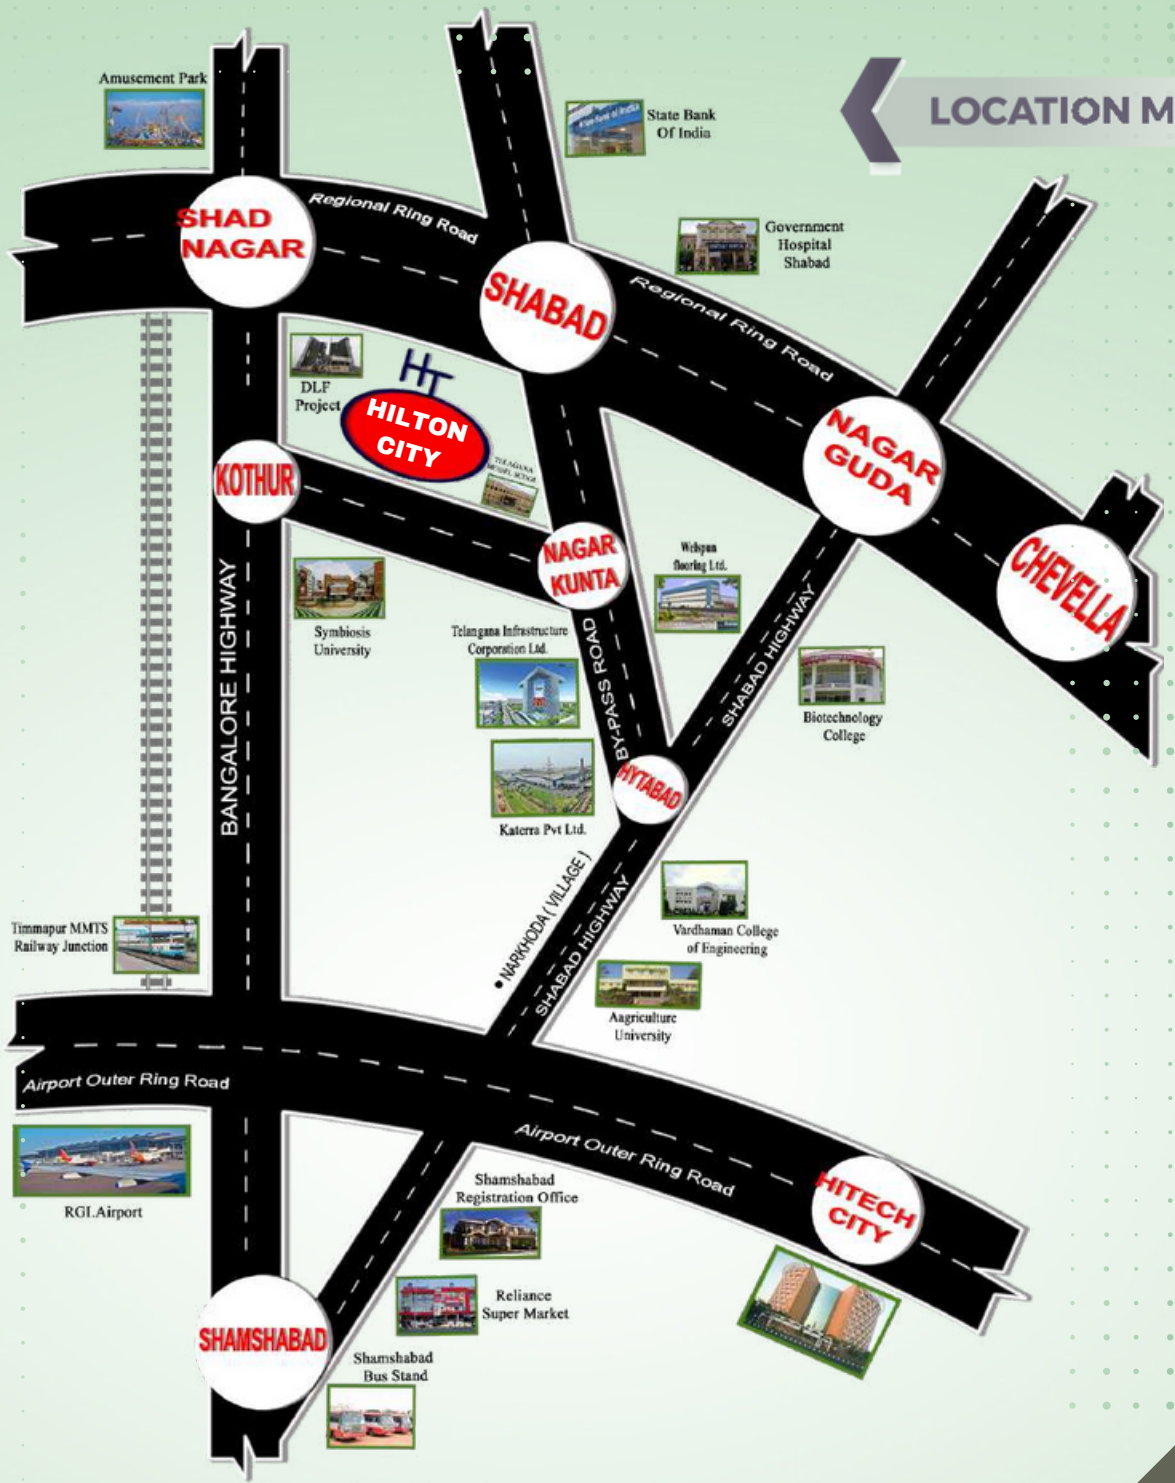 LOCATION M
Amusement Park
State Bank
Of India
SHAD
NAGAR
Regional Ring Road
Government
Hospital
Shabad
SHABAD
Regional Ring Road
DLF
Project
HT
HILTON
CITY
NAGAR
GUDA
KOTHUR
CHEVELLA
NAGAR
KUNTA
Welspun
flooring Ltd.
Symbiosis
University
Telangana Infrastructure
Corporation Ltd.
BANGALORE HIGHWAY
BY-PASS ROAD
SHABAD HIGHWAY
Biotechnology
College
HYTABAD
Katerra Pvt Ltd.
NARKHODA ( VILLAGE )
SHABAD HIGHWAY
Vardhaman College
of Engineering
Timmapur MMTS
Railway Junction
Aagriculture
University
Airport Outer Ring Road
Airport Outer Ring Road
RGI.Airport
Shamshabad
Registration Office
HITECH
CITY
Reliance
Super Market
SHAMSHABAD
Shamshabad
Bus Stand